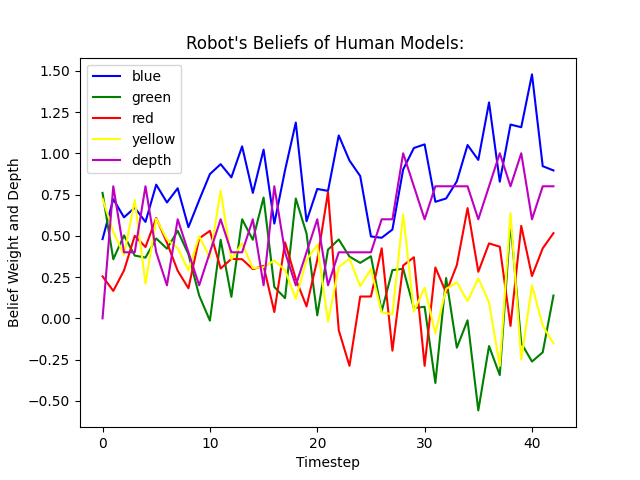 Robot's Beliefs of Human Models:
blue
green
red
yellow
depth
1.50
1.25
1.00
0.75
0.50
0.25
0.00
−0.25
−0.50
Belief Weight and Depth
0 10 20 30 40
Timestep